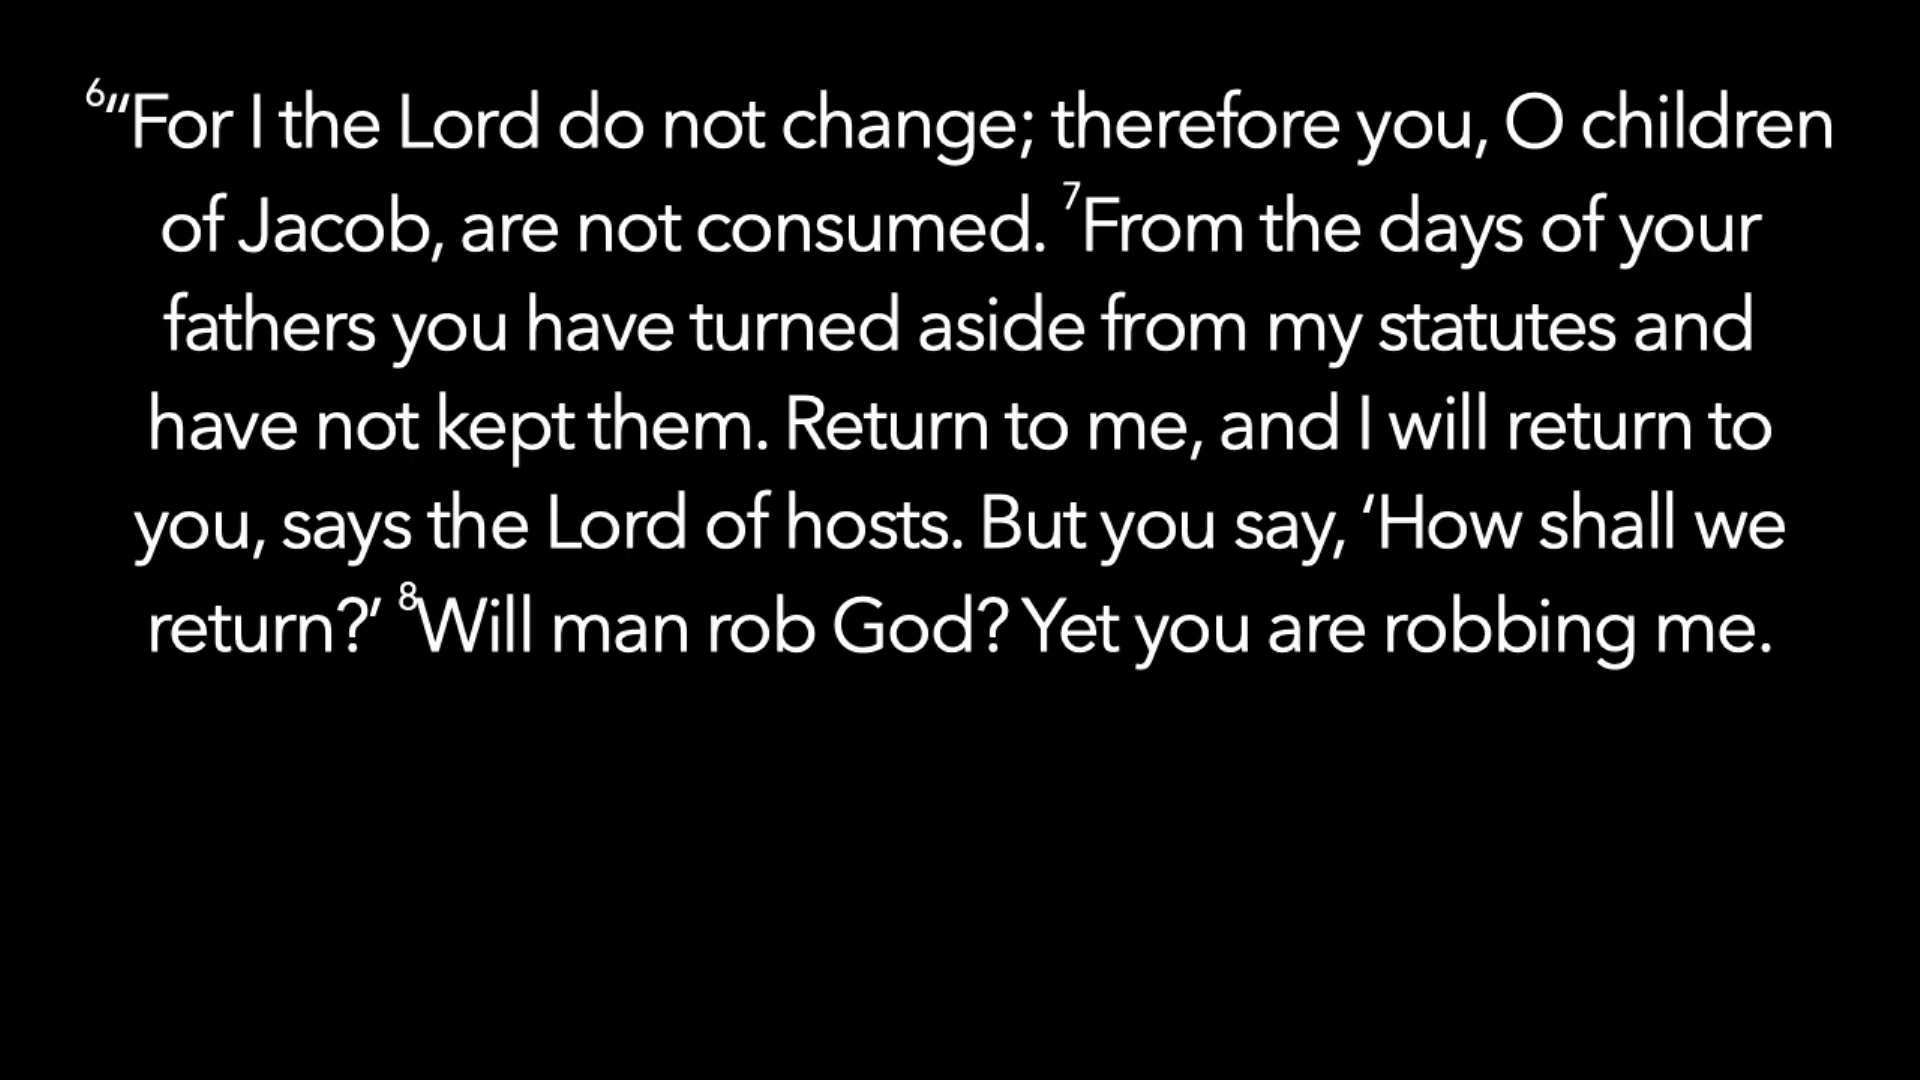 ⁶“For I the Lord do not change; therefore you, O children
of Jacob, are not consumed. ⁷From the days of your
fathers you have turned aside from my statutes and
have not kept them. Return to me, and I will return to
you, says the Lord of hosts. But you say, ‘How shall we
return?’ ⁸Will man rob God? Yet you are robbing me.